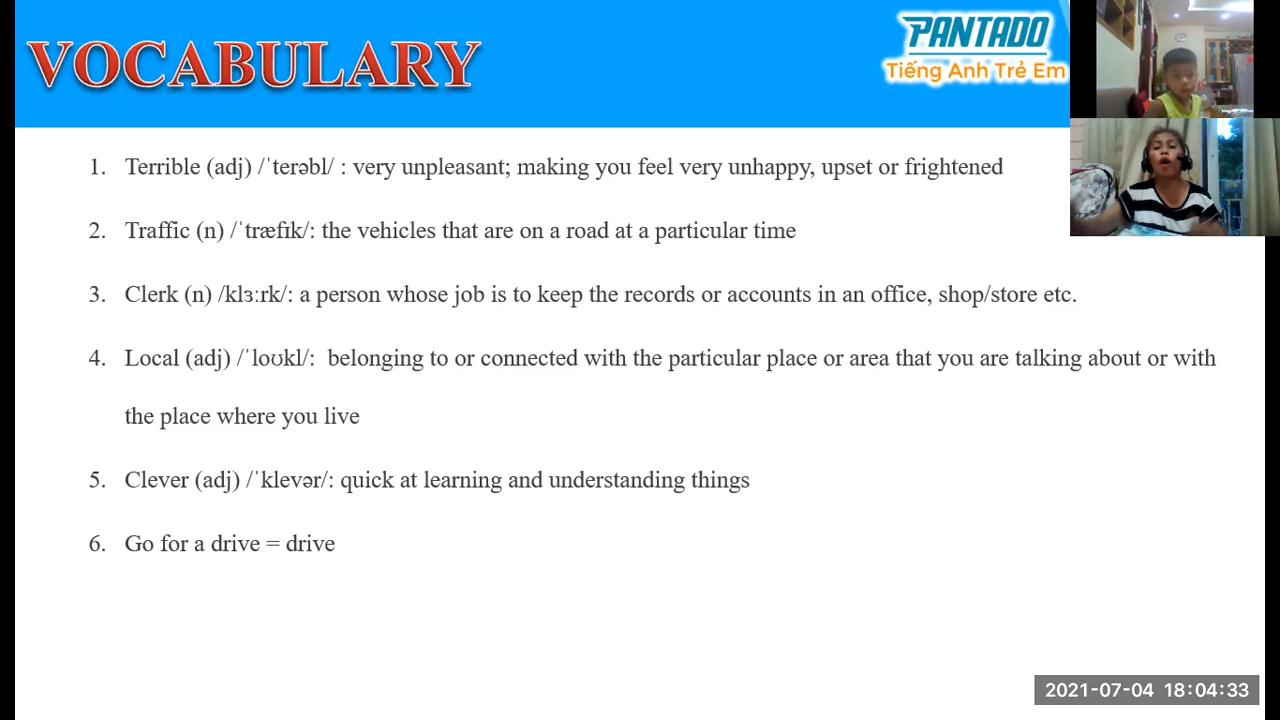 VOCABULARY
PANTADO
Tiếng Anh Trẻ Em
1. Terrible (adj) /ˈterəbl/ : very unpleasant; making you feel very unhappy, upset or frightened
2. Traffic (n) /ˈtræfɪk/: the vehicles that are on a road at a particular time
3. Clerk (n) /klɜːrk/: a person whose job is to keep the records or accounts in an office, shop/store etc.
4. Local (adj) /ˈloʊkl/:  belonging to or connected with the particular place or area that you are talking about or with
the place where you live
5. Clever (adj) /ˈklevər/: quick at learning and understanding things
6. Go for a drive = drive
2021-07-04 18:04:33